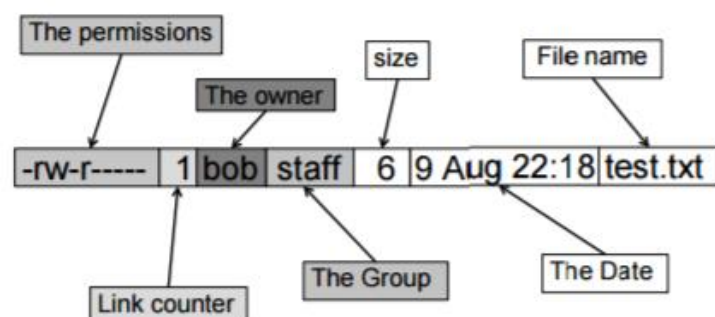 The permissions
size
File name
The owner
-rw-r----- 1 bob staff 6 9 Aug 22:18 test.txt
The Group
The Date
Link counter